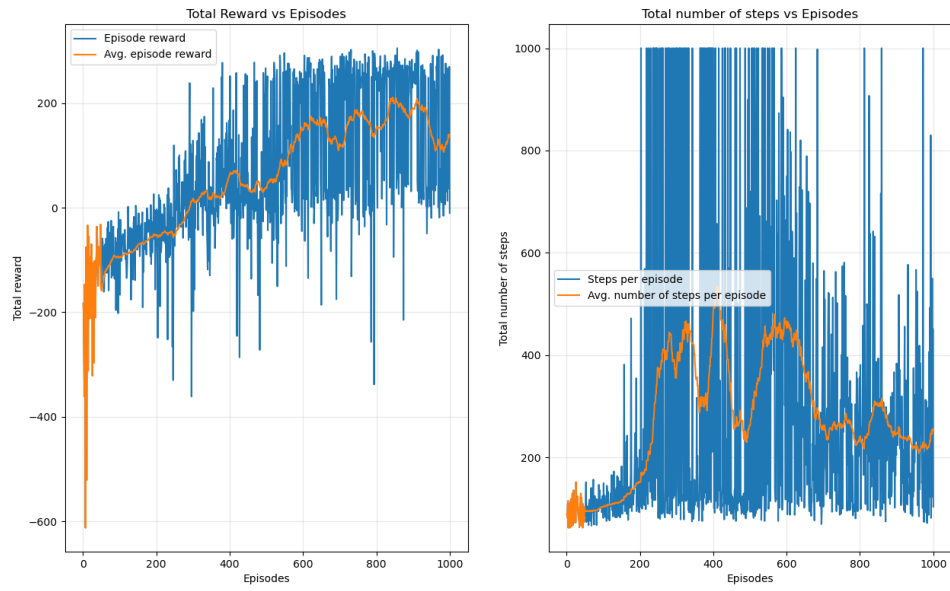 Total Reward vs Episodes
Episode reward
Avg. episode reward
200
0
−200
−400
−600
Total reward
0
200
400
600
800
1000
Episodes
Total number of steps vs Episodes
1000
800
600
400
200
Total number of steps
Steps per episode
Avg. number of steps per episode
0
200
400
600
800
1000
Episodes